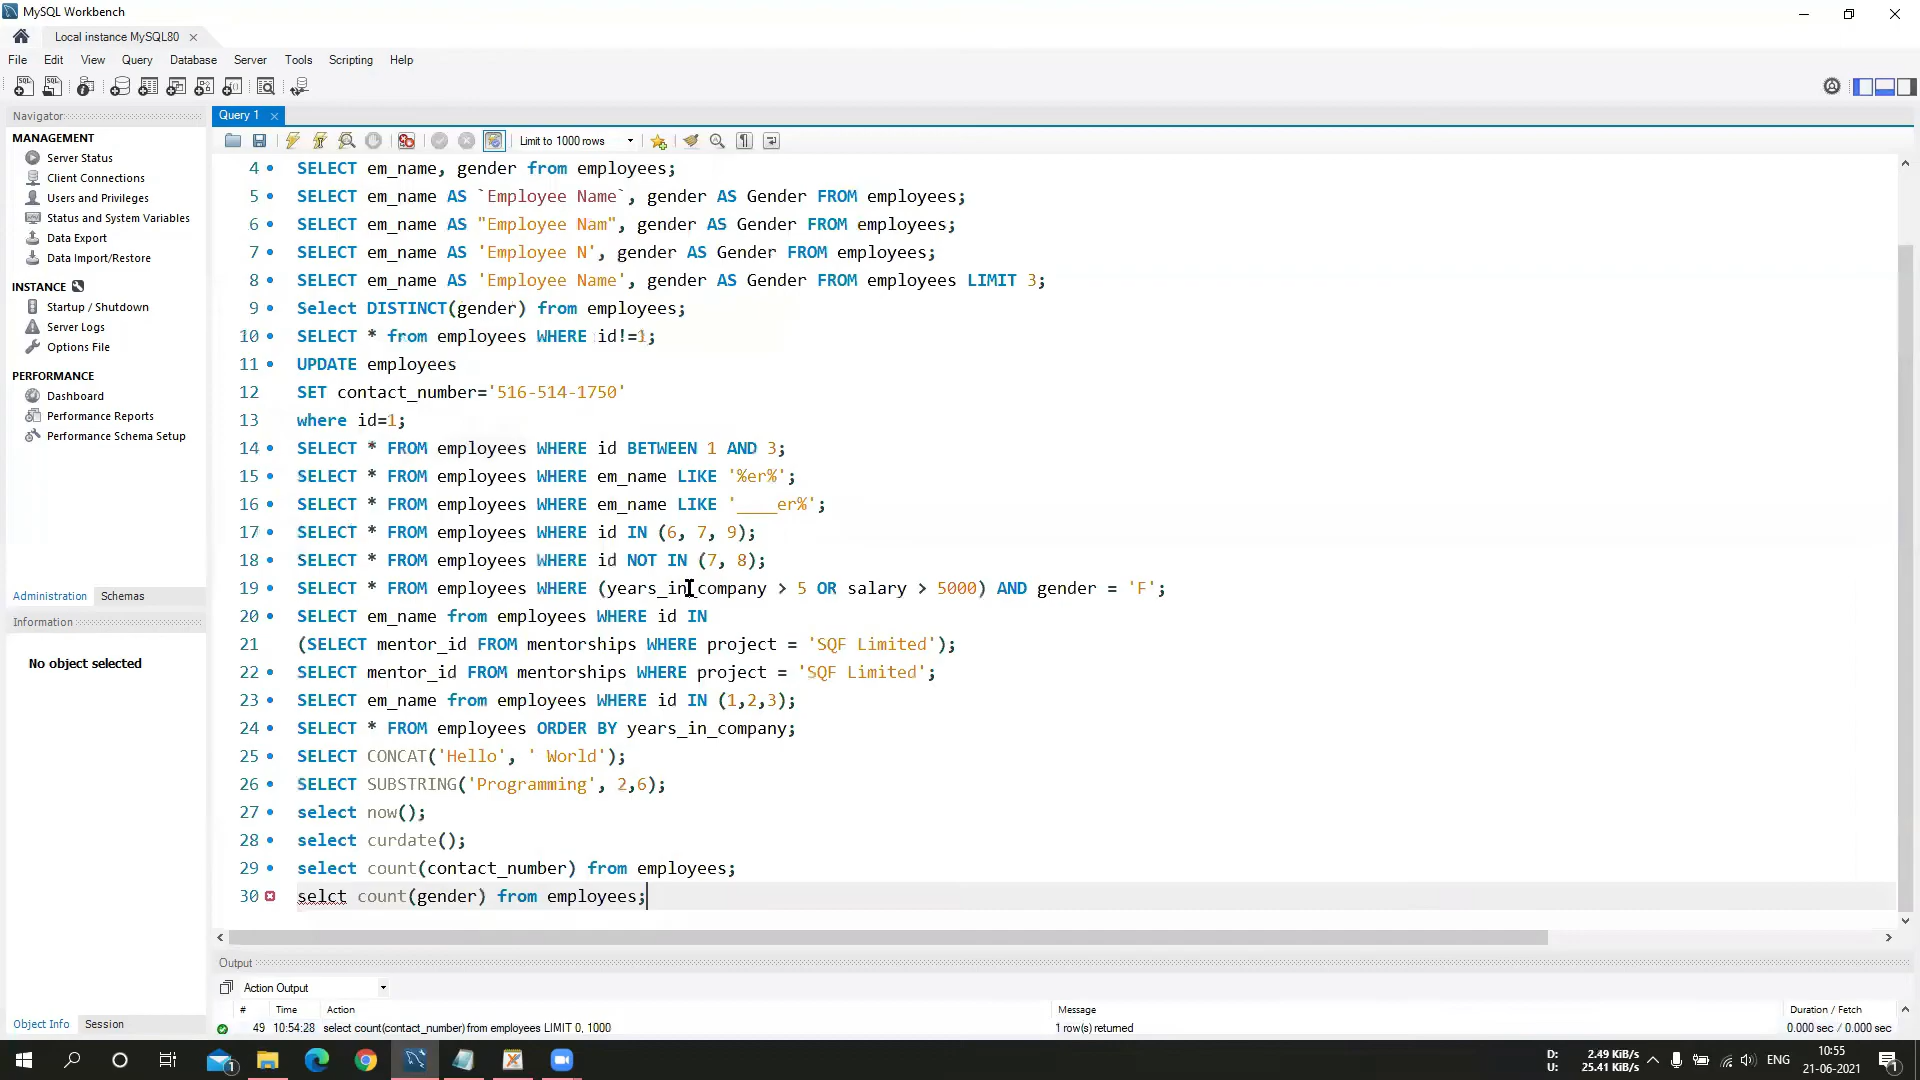 MySQL Workbench
Local instance MySQL80
File Edit View Query Database Server Tools Scripting Help
Navigator
MANAGEMENT
Server Status
Client Connections
Users and Privileges
Status and System Variables
Data Export
Data Import/Restore
INSTANCE
Startup / Shutdown
Server Logs
Options File
PERFORMANCE
Dashboard
Performance Reports
Performance Schema Setup
Administration Schemas
Information
No object selected
Object Info Session
Query 1
Limit to 1000 rows
4 SELECT em_name, gender from employees;
5 SELECT em_name AS `Employee Name`, gender AS Gender FROM employees;
6 SELECT em_name AS "Employee Nam", gender AS Gender FROM employees;
7 SELECT em_name AS 'Employee N', gender AS Gender FROM employees;
8 SELECT em_name AS 'Employee Name', gender AS Gender FROM employees LIMIT 3;
9 Select DISTINCT(gender) from employees;
10 SELECT * from employees WHERE id!=1;
11 UPDATE employees
12 SET contact_number='516-514-1750'
13 where id=1;
14 SELECT * FROM employees WHERE id BETWEEN 1 AND 3;
15 SELECT * FROM employees WHERE em_name LIKE '%er%';
16 SELECT * FROM employees WHERE em_name LIKE '____er%';
17 SELECT * FROM employees WHERE id IN (6, 7, 9);
18 SELECT * FROM employees WHERE id NOT IN (7, 8);
19 SELECT * FROM employees WHERE (years_in_company > 5 OR salary > 5000) AND gender = 'F';
20 SELECT em_name from employees WHERE id IN
21 (SELECT mentor_id FROM mentorships WHERE project = 'SQF Limited');
22 SELECT mentor_id FROM mentorships WHERE project = 'SQF Limited';
23 SELECT em_name from employees WHERE id IN (1,2,3);
24 SELECT * FROM employees ORDER BY years_in_company;
25 SELECT CONCAT('Hello', ' World');
26 SELECT SUBSTRING('Programming', 2,6);
27 select now();
28 select curdate();
29 select count(contact_number) from employees;
30 selct count(gender) from employees;
Output
Action Output
# Time Action Message Duration / Fetch
49 10:54:28 select count(contact_number) from employees LIMIT 0, 1000 1 row(s) returned 0.000 sec / 0.000 sec
D: 2.49 KiB/s
U: 25.41 KiB/s
ENG
10:55
21-06-2021
1
1